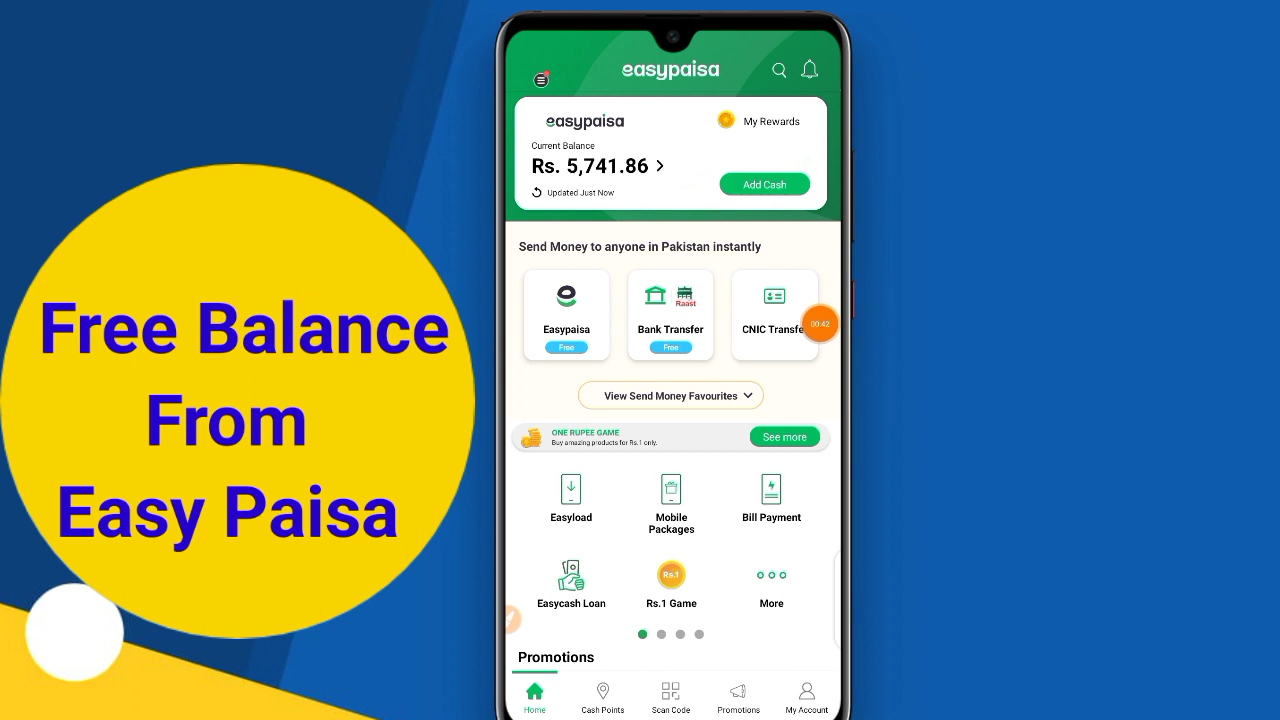 Free Balance
From
Easy Paisa
easypaisa
easypaisa
My Rewards
Current Balance
Rs. 5,741.86
Updated Just Now
Add Cash
Send Money to anyone in Pakistan instantly
Raast
Easypaisa
Bank Transfer
CNIC Transfe
00:42
Free
Free
View Send Money Favourites
ONE RUPEE GAME
Buy amazing products for Rs.1 only.
See more
Easyload
Mobile
Packages
Bill Payment
Rs.1
Easycash Loan
Rs.1 Game
More
Promotions
Home
Cash Points
Scan Code
Promotions
My Account